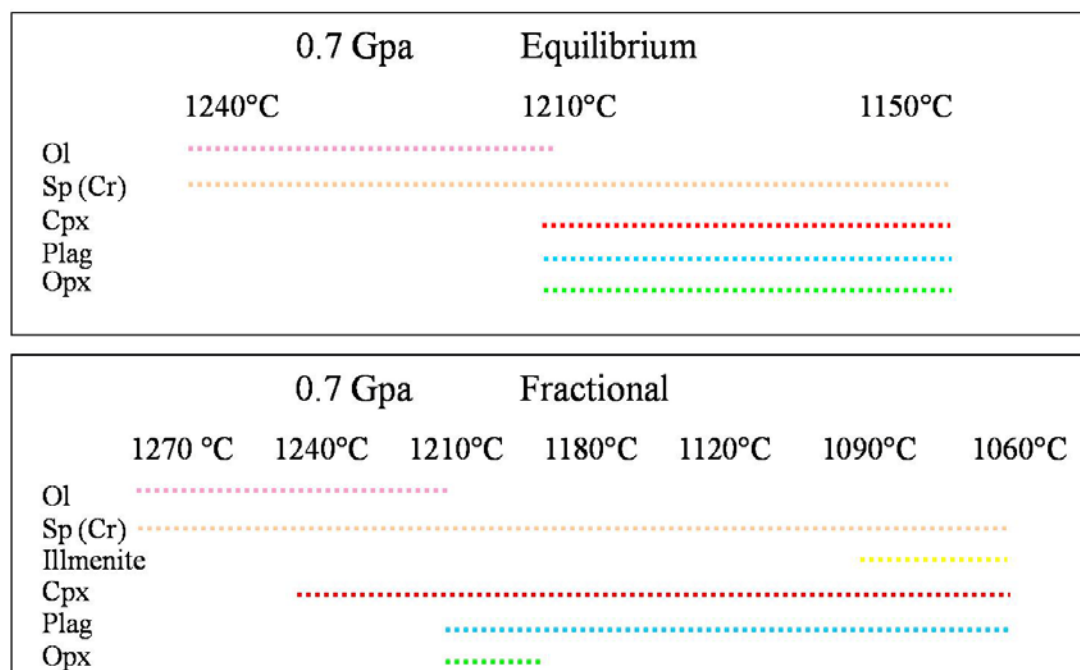 0.7 Gpa Equilibrium
1240°C 1210°C 1150°C
Ol
Sp (Cr)
Cpx
Plag
Opx
0.7 Gpa Fractional
1270 °C 1240°C 1210°C 1180°C 1120°C 1090°C 1060°C
Ol
Sp (Cr)
Illmenite
Cpx
Plag
Opx